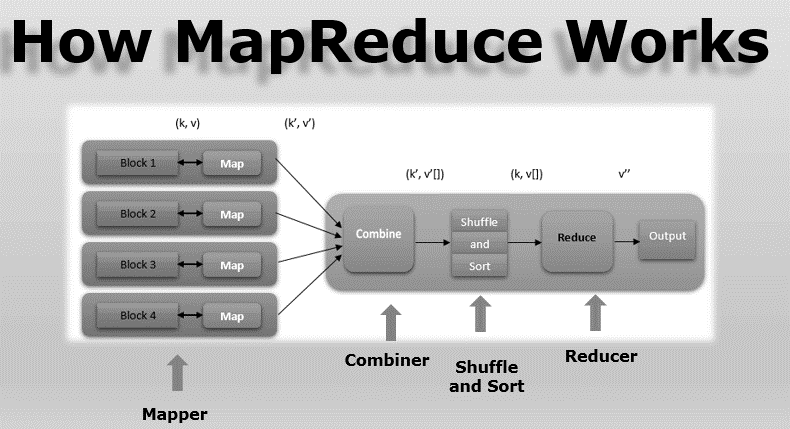 How MapReduce Works
(k, v)
(k’, v’)
Block 1
Map
Block 2
Map
Block 3
Map
Block 4
Map
(k’, v’[])
(k, v[])
v’’
Combine
Shuffle
and
Sort
Reduce
Output
Mapper
Combiner
Shuffle
and Sort
Reducer